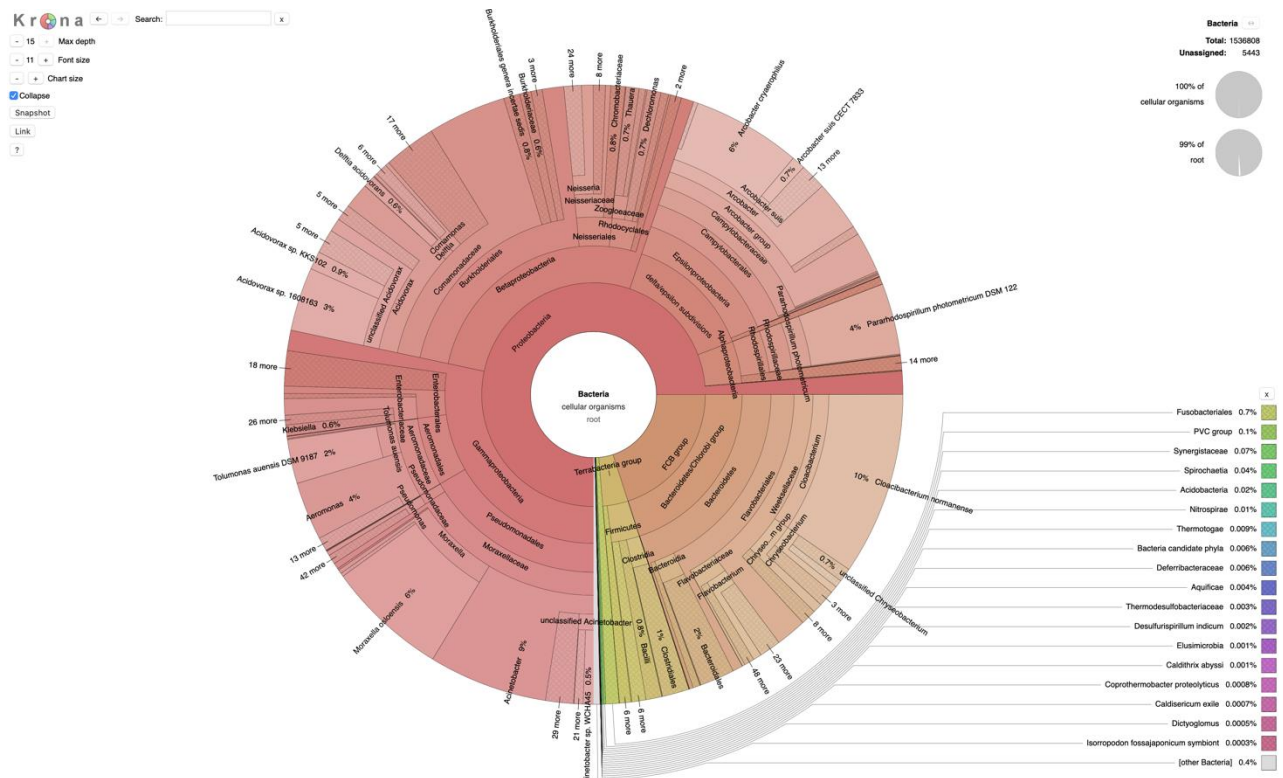 Krona
← → Search: x
- 15 + Max depth
- 11 + Font size
- + Chart size
Collapse
Snapshot
Link
?
Bacteria
Total: 1536808
Unassigned: 5443
100% of
cellular organisms
99% of
root
Burkholderiales genera incertae sedis 0.8%
Burkholderiaceae 0.6%
3 more
24 more
8 more
Chromobacteriaceae 0.8%
Thauera 0.7%
Dechloromonas 0.7%
2 more
Arcobacter cryaerophilus 6%
Arcobacter suis CECT 7833 0.7%
13 more
Arcobacter suis
Arcobacter
Arcobacter group
Campylobacteraceae
Campylobacterales
Epsilonproteobacteria
delta/epsilon subdivisions
Pararhodospirillum photometricum DSM 122 4%
Pararhodospirillum photometricum
Rhodospirillaceae
Rhodospirillales
Alphaproteobacteria
14 more
17 more
6 more
Delftia acidovorans 0.6%
5 more
5 more
Acidovorax sp. KKS102 0.9%
Acidovorax sp. 1608163 3%
unclassified Acidovorax
Acidovorax
Delftia
Comamonas
Comamonadaceae
Burkholderiales
Betaproteobacteria
Neisseria
Neisseriaceae
Neisseriales
Zoogloeaceae
Rhodocyclales
Proteobacteria
Bacteria
cellular organisms
root
18 more
26 more
Klebsiella 0.6%
Enterobacterales
Enterobacteriaceae
Tolumonas auensis DSM 9187 2%
Tolumonas auensis
Aeromonadales
Aeromonadaceae
Aeromonas 4%
13 more
42 more
Pseudomonas
Pseudomonadaceae
Gammaproteobacteria
Pseudomonadales
Moraxellaceae
Moraxella
Moraxella osloensis 6%
Acinetobacter 9%
unclassified Acinetobacter
29 more
21 more
inetobacter sp. WCHA45 0.5%
Terrabacteria group
Firmicutes
Clostridia
Clostridiales 1%
Bacilli 0.8%
6 more
6 more
FCB group
Bacteroidetes/Chlorobi group
Bacteroidetes
Bacteroidia
Bacteroidales 2%
Flavobacteriales
Flavobacteriaceae
Flavobacterium
48 more
23 more
8 more
3 more
Weeksellaceae
Cloacibacterium
Cloacibacterium normanense 10%
Chryseo...m group
Chryseobacterium
unclassified Chryseobacterium 0.7%
x
Fusobacteriales 0.7%
PVC group 0.1%
Synergistaceae 0.07%
Spirochaetia 0.04%
Acidobacteria 0.02%
Nitrospirae 0.01%
Thermotogae 0.009%
Bacteria candidate phyla 0.006%
Deferribacteraceae 0.006%
Aquificae 0.004%
Thermodesulfobacteriaceae 0.003%
Desulfurispirillum indicum 0.002%
Elusimicrobia 0.001%
Caldithrix abyssi 0.001%
Coprothermobacter proteolyticus 0.0008%
Caldisericum exile 0.0007%
Dictyoglomus 0.0005%
Isorropodon fossajaponicum symbiont 0.0003%
[other Bacteria] 0.4%